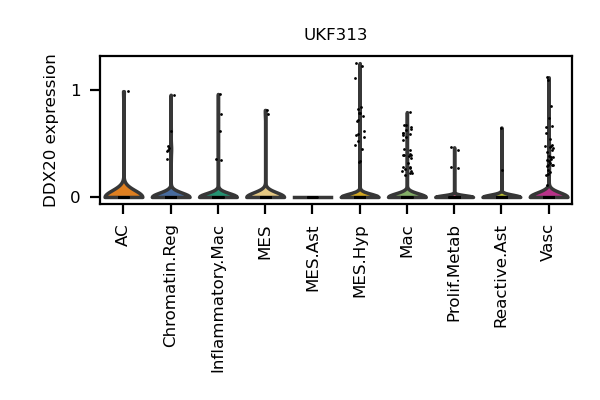 UKF313
DDX20 expression
1
0
AC
Chromatin.Reg
Inflammatory.Mac
MES
MES.Ast
MES.Hyp
Mac
Prolif.Metab
Reactive.Ast
Vasc